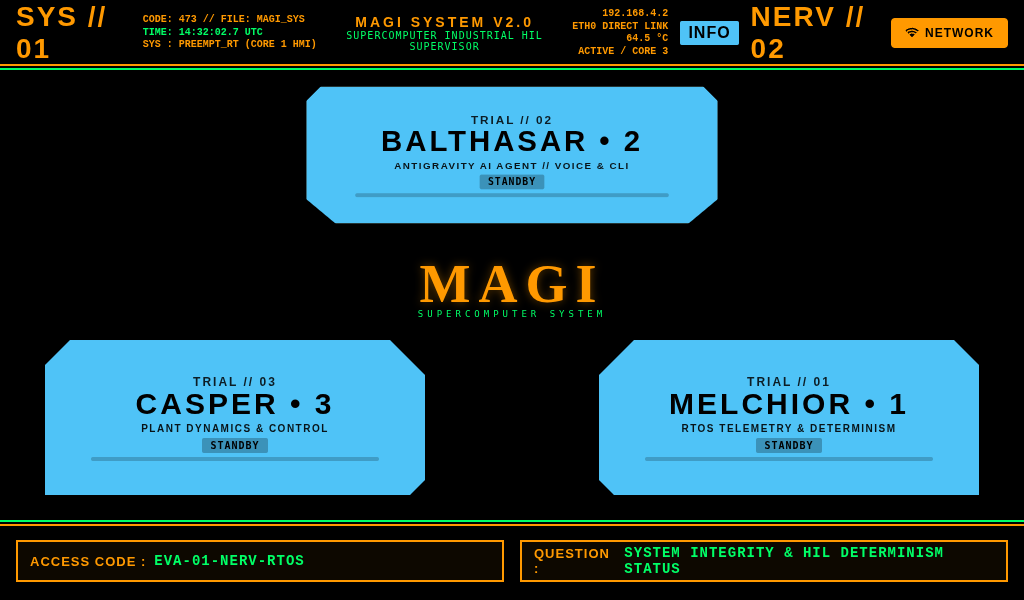 SYS // 01
CODE: 473 // FILE: MAGI_SYS
TIME: 14:32:02.7 UTC
SYS : PREEMPT_RT (CORE 1 HMI)
MAGI SYSTEM V2.0
SUPERCOMPUTER INDUSTRIAL HIL
SUPERVISOR
192.168.4.2
ETH0 DIRECT LINK
64.5 °C
ACTIVE / CORE 3
INFO
NERV // 02
NETWORK
TRIAL // 02
BALTHASAR • 2
ANTIGRAVITY AI AGENT // VOICE & CLI
STANDBY
MAGI
SUPERCOMPUTER SYSTEM
TRIAL // 03
CASPER • 3
PLANT DYNAMICS & CONTROL
STANDBY
TRIAL // 01
MELCHIOR • 1
RTOS TELEMETRY & DETERMINISM
STANDBY
ACCESS CODE : EVA-01-NERV-RTOS
QUESTION : SYSTEM INTEGRITY & HIL DETERMINISM
STATUS